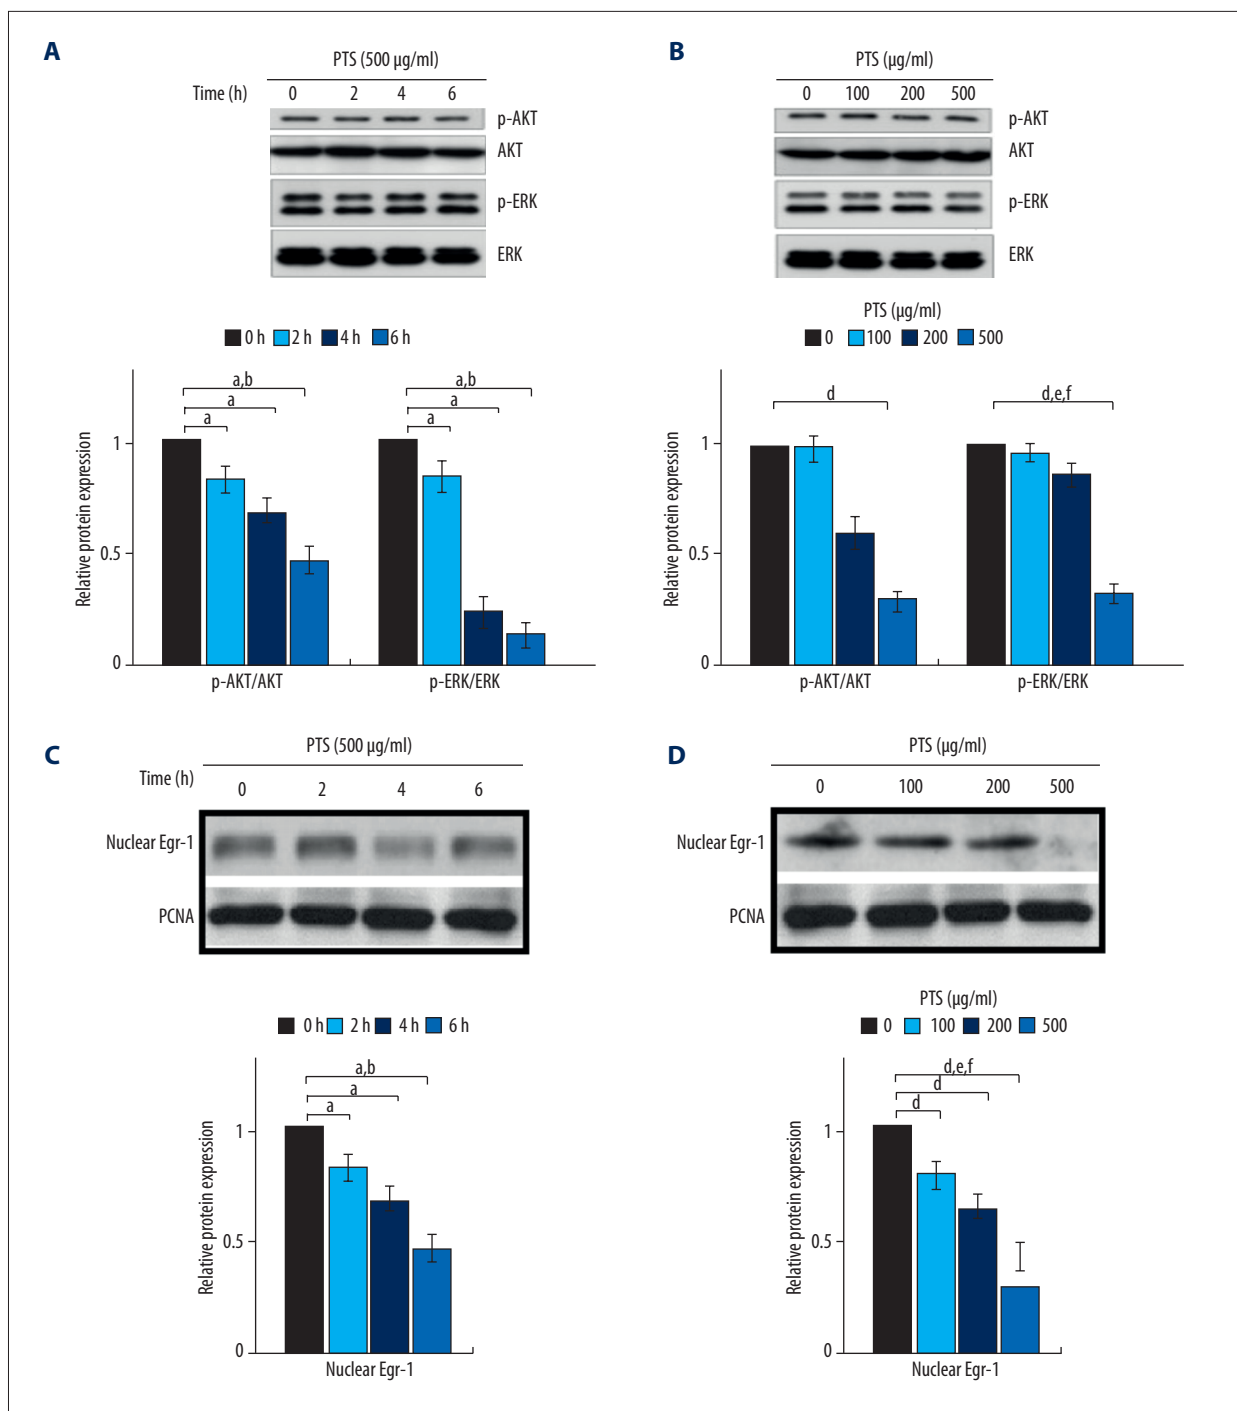 A
PTS (500 µg/ml)
Time (h) 0 2 4 6
p-AKT
AKT
p-ERK
ERK
0 h 2 h 4 h 6 h
a,b a,b
a a
a a
1
0.5
0
Relative protein expression
p-AKT/AKT p-ERK/ERK
B
PTS (µg/ml)
0 100 200 500
p-AKT
AKT
p-ERK
ERK
PTS (µg/ml)
0 100 200 500
d d,e,f
1
0.5
0
Relative protein expression
p-AKT/AKT p-ERK/ERK
C
PTS (500 µg/ml)
Time (h) 0 2 4 6
Nuclear Egr-1
PCNA
0 h 2 h 4 h 6 h
a,b
a
a
1
0.5
0
Relative protein expression
Nuclear Egr-1
D
PTS (µg/ml)
0 100 200 500
Nuclear Egr-1
PCNA
PTS (µg/ml)
0 100 200 500
d,e,f
d
d
1
0.5
0
Relative protein expression
Nuclear Egr-1